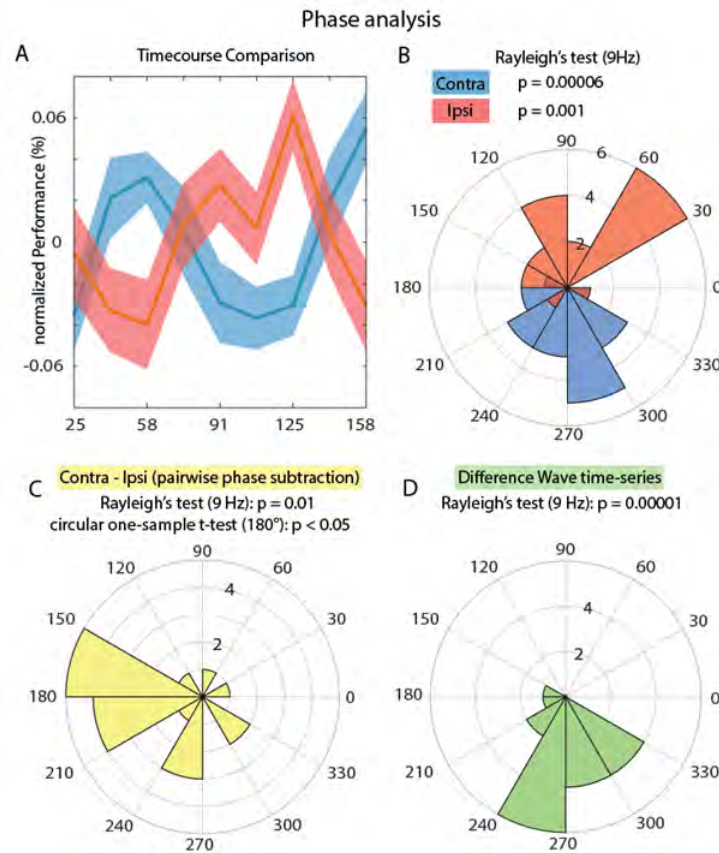 Phase analysis
A
Timecourse Comparison
normalized Performance (%)
0.06
0
-0.06
25 58 91 125 158
B
Rayleigh's test (9Hz)
Contra p = 0.00006
Ipsi p = 0.001
90
120 6 60
4
150 30
2
180 0
210 330
240 300
270
C
Contra - Ipsi (pairwise phase subtraction)
Rayleigh's test (9 Hz): p = 0.01
circular one-sample t-test (180°): p < 0.05
90
120 60
4
150 30
2
180 0
210 330
240 300
270
D
Difference Wave time-series
Rayleigh's test (9 Hz): p = 0.00001
90
120 60
4
150 30
2
180 0
210 330
240 300
270